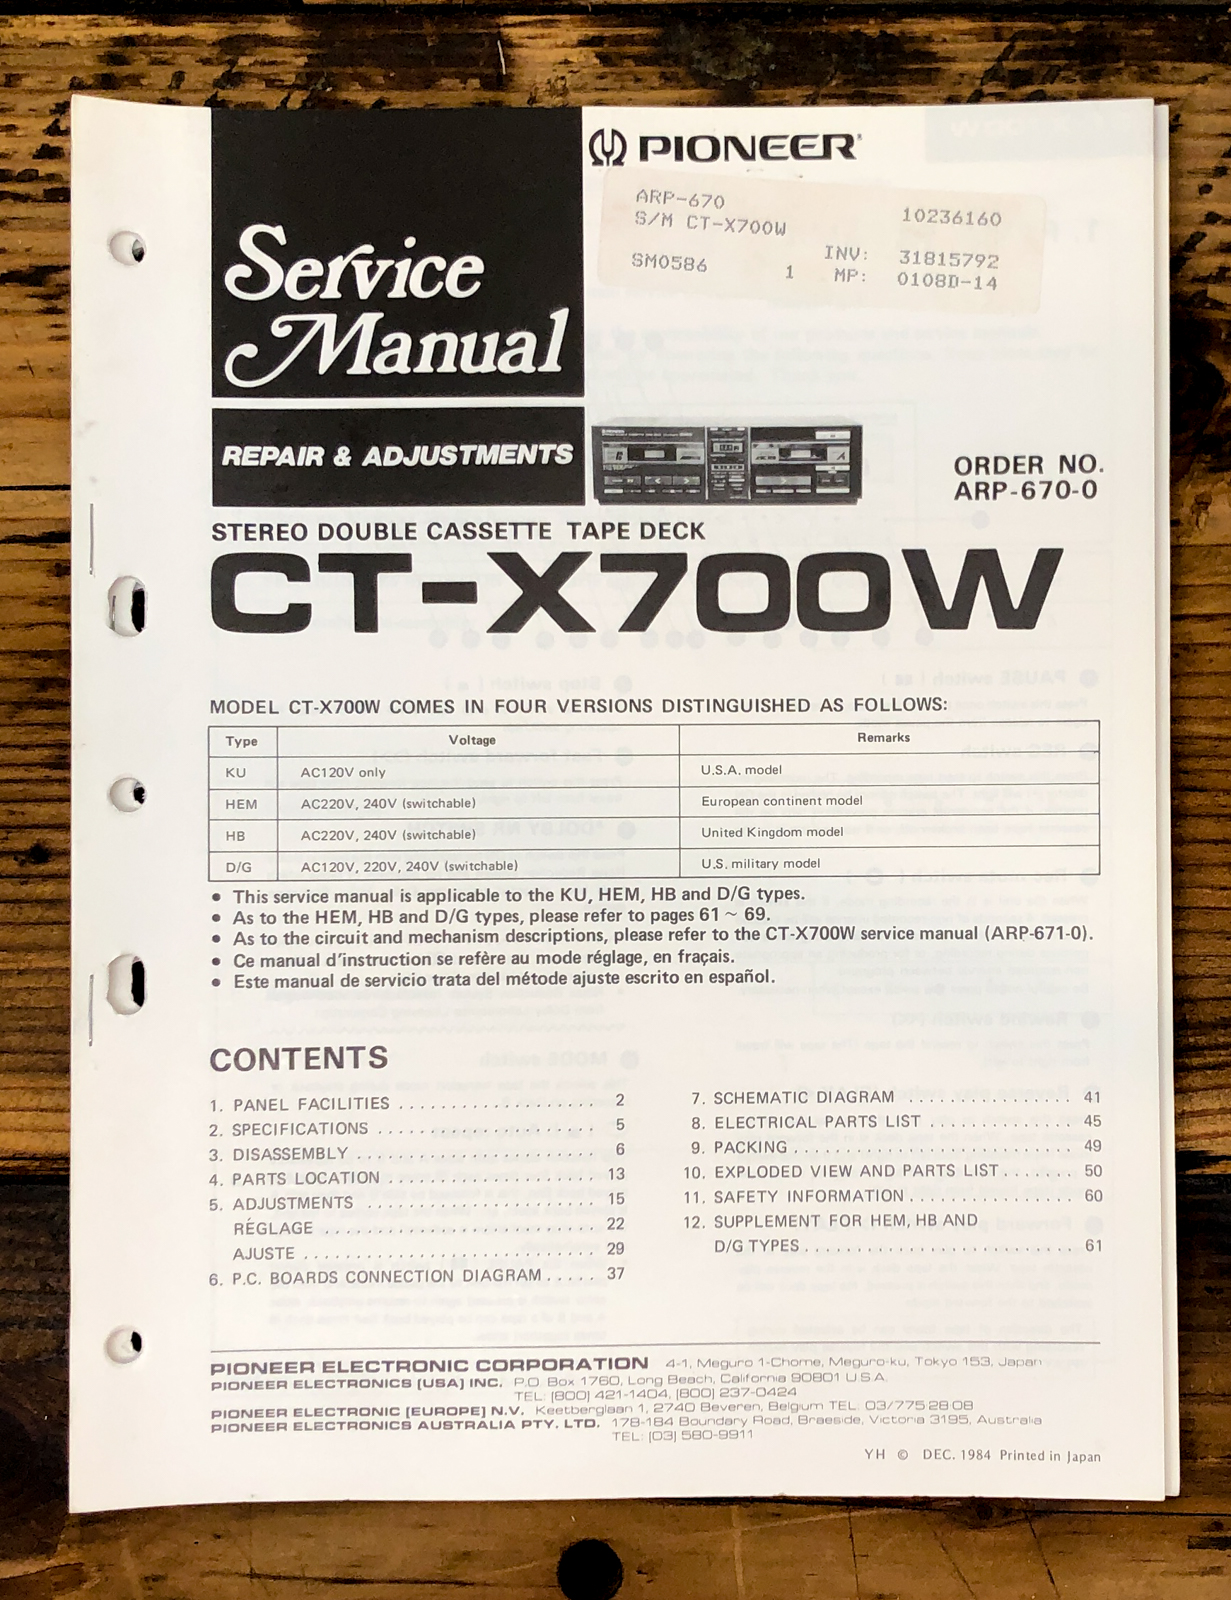 PIONEER
ARP-670
S/M CT-X700W
10236160
SM0586 1 INV: 31815792
MP: 0108D-14
Service
Manual
REPAIR & ADJUSTMENTS
ORDER NO.
ARP-670-0
STEREO DOUBLE CASSETTE TAPE DECK
CT-X700W
MODEL CT-X700W COMES IN FOUR VERSIONS DISTINGUISHED AS FOLLOWS:
Type Voltage Remarks
KU AC120V only U.S.A. model
HEM AC220V, 240V (switchable) European continent model
HB AC220V, 240V (switchable) United Kingdom model
D/G AC120V, 220V, 240V (switchable) U.S. military model
● This service manual is applicable to the KU, HEM, HB and D/G types.
● As to the HEM, HB and D/G types, please refer to pages 61 ~ 69.
● As to the circuit and mechanism descriptions, please refer to the CT-X700W service manual (ARP-671-0).
● Ce manual d'instruction se refère au mode réglage, en français.
● Este manual de servicio trata del métode ajuste escrito en español.
CONTENTS
1. PANEL FACILITIES .................... 2
2. SPECIFICATIONS ...................... 5
3. DISASSEMBLY ........................ 6
4. PARTS LOCATION .................... 13
5. ADJUSTMENTS ...................... 15
RÉGLAGE ......................... 22
AJUSTE ........................... 29
6. P.C. BOARDS CONNECTION DIAGRAM ..... 37
7. SCHEMATIC DIAGRAM ............... 41
8. ELECTRICAL PARTS LIST ............. 45
9. PACKING .......................... 49
10. EXPLODED VIEW AND PARTS LIST ....... 50
11. SAFETY INFORMATION ................ 60
12. SUPPLEMENT FOR HEM, HB AND
D/G TYPES ......................... 61
PIONEER ELECTRONIC CORPORATION 4-1, Meguro 1-Chome, Meguro-ku, Tokyo 153, Japan
PIONEER ELECTRONICS (USA) INC. P.O. Box 1760, Long Beach, California 90801 U.S.A.
TEL: (800) 421-1404, (800) 237-0424
PIONEER ELECTRONIC (EUROPE) N.V. Keetberglaan 1, 2740 Beveren, Belgium TEL. 03/775 28 08
PIONEER ELECTRONICS AUSTRALIA PTY. LTD. 178-184 Boundary Road, Braeside, Victoria 3195, Australia
TEL: (03) 580-9911
YH © DEC. 1984 Printed in Japan